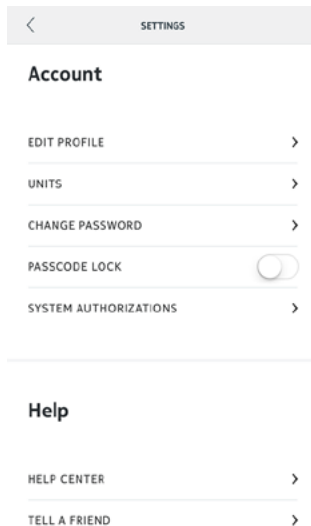 SETTINGS
Account
EDIT PROFILE
UNITS
CHANGE PASSWORD
PASSCODE LOCK
SYSTEM AUTHORIZATIONS
Help
HELP CENTER
TELL A FRIEND